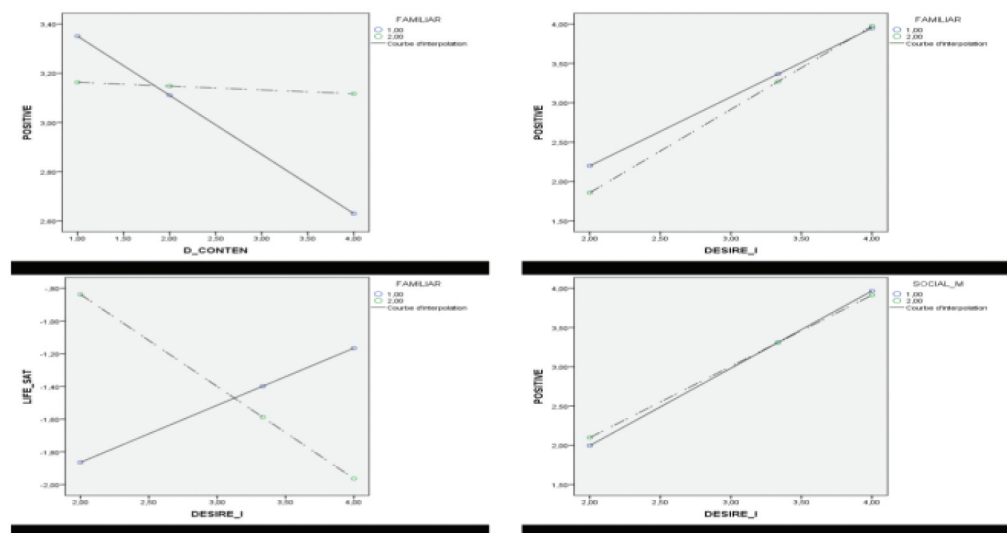 FAMILIAR
1,00
2,00
Courbe d'interpolation
3,40
3,20
3,00
2,80
2,60
POSITIVE
1,00 1,50 2,00 2,50 3,00 3,50 4,00
D_CONTEN
FAMILIAR
1,00
2,00
Courbe d'interpolation
4,00
3,50
3,00
2,50
2,00
1,50
POSITIVE
2,00 2,50 3,00 3,50 4,00
DESIRE_I
FAMILIAR
1,00
2,00
Courbe d'interpolation
-,80
-1,00
-1,20
-1,40
-1,60
-1,80
-2,00
LIFE_SAT
2,00 2,50 3,00 3,50 4,00
DESIRE_I
SOCIAL_M
1,00
2,00
Courbe d'interpolation
4,00
3,50
3,00
2,50
2,00
1,50
POSITIVE
2,00 2,50 3,00 3,50 4,00
DESIRE_I